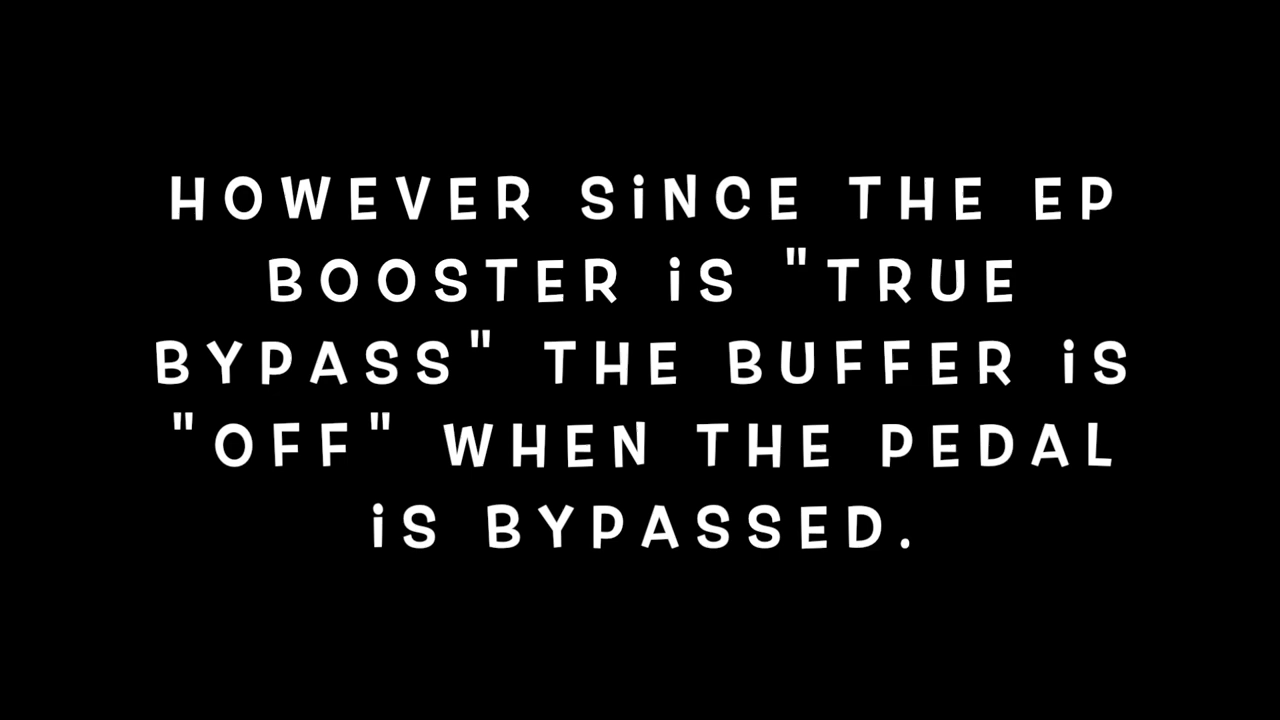 HOWEVER SiNCE THE EP
BOOSTER iS "TRUE
BYPASS" THE BUFFER iS
"OFF" WHEN THE PEDAL
iS BYPASSED.